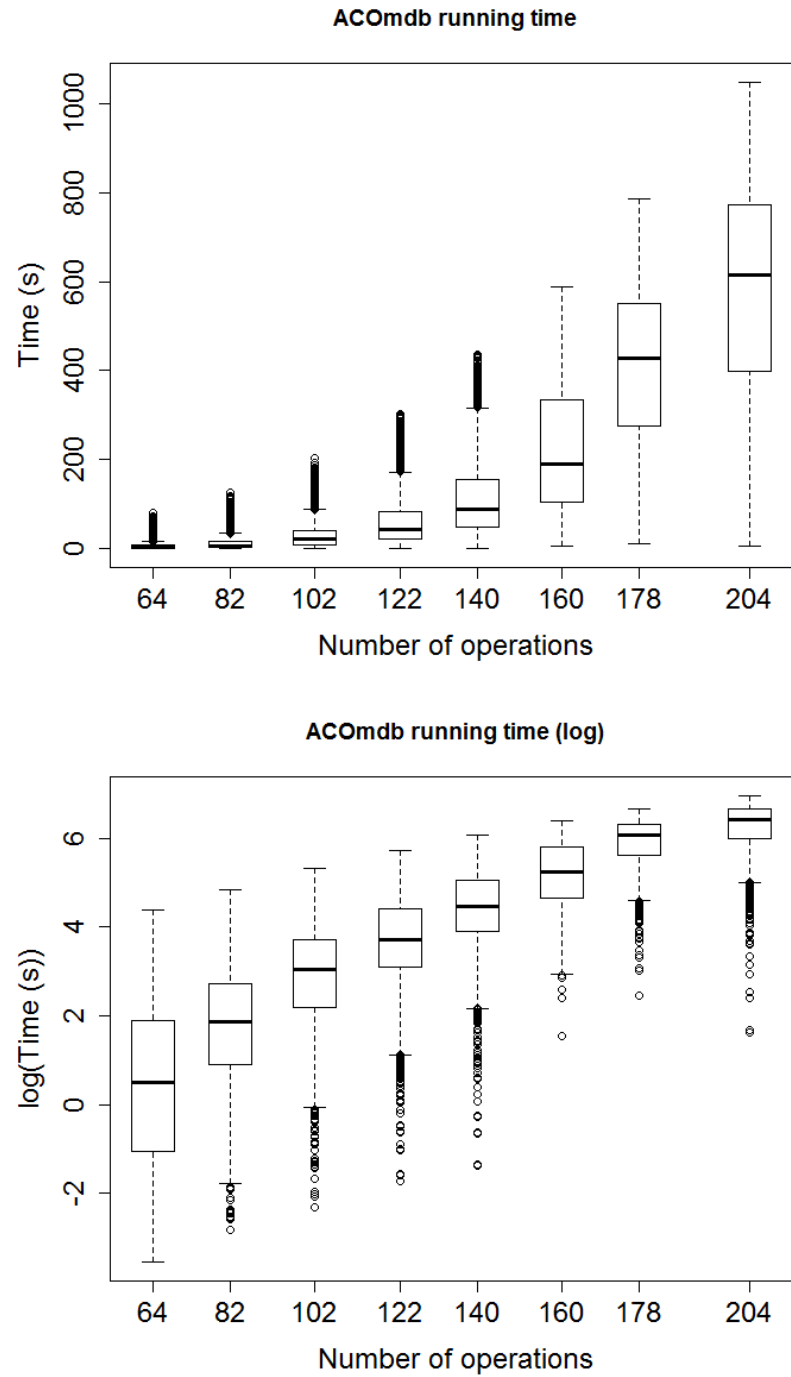 ACOmdb running time
1000
800
600
400
200
0
Time (s)
64 82 102 122 140 160 178 204
Number of operations
ACOmdb running time (log)
6
4
2
0
-2
log(Time (s))
64 82 102 122 140 160 178 204
Number of operations